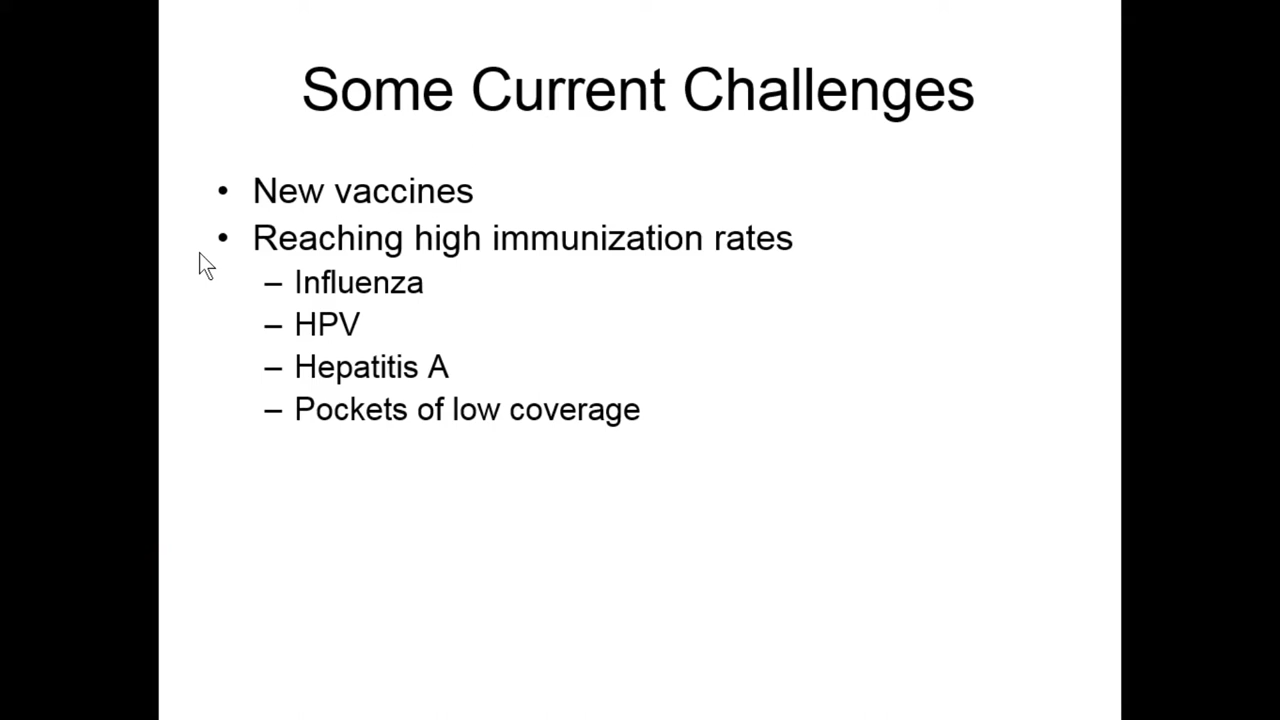 Some Current Challenges
• New vaccines
• Reaching high immunization rates
– Influenza
– HPV
– Hepatitis A
– Pockets of low coverage